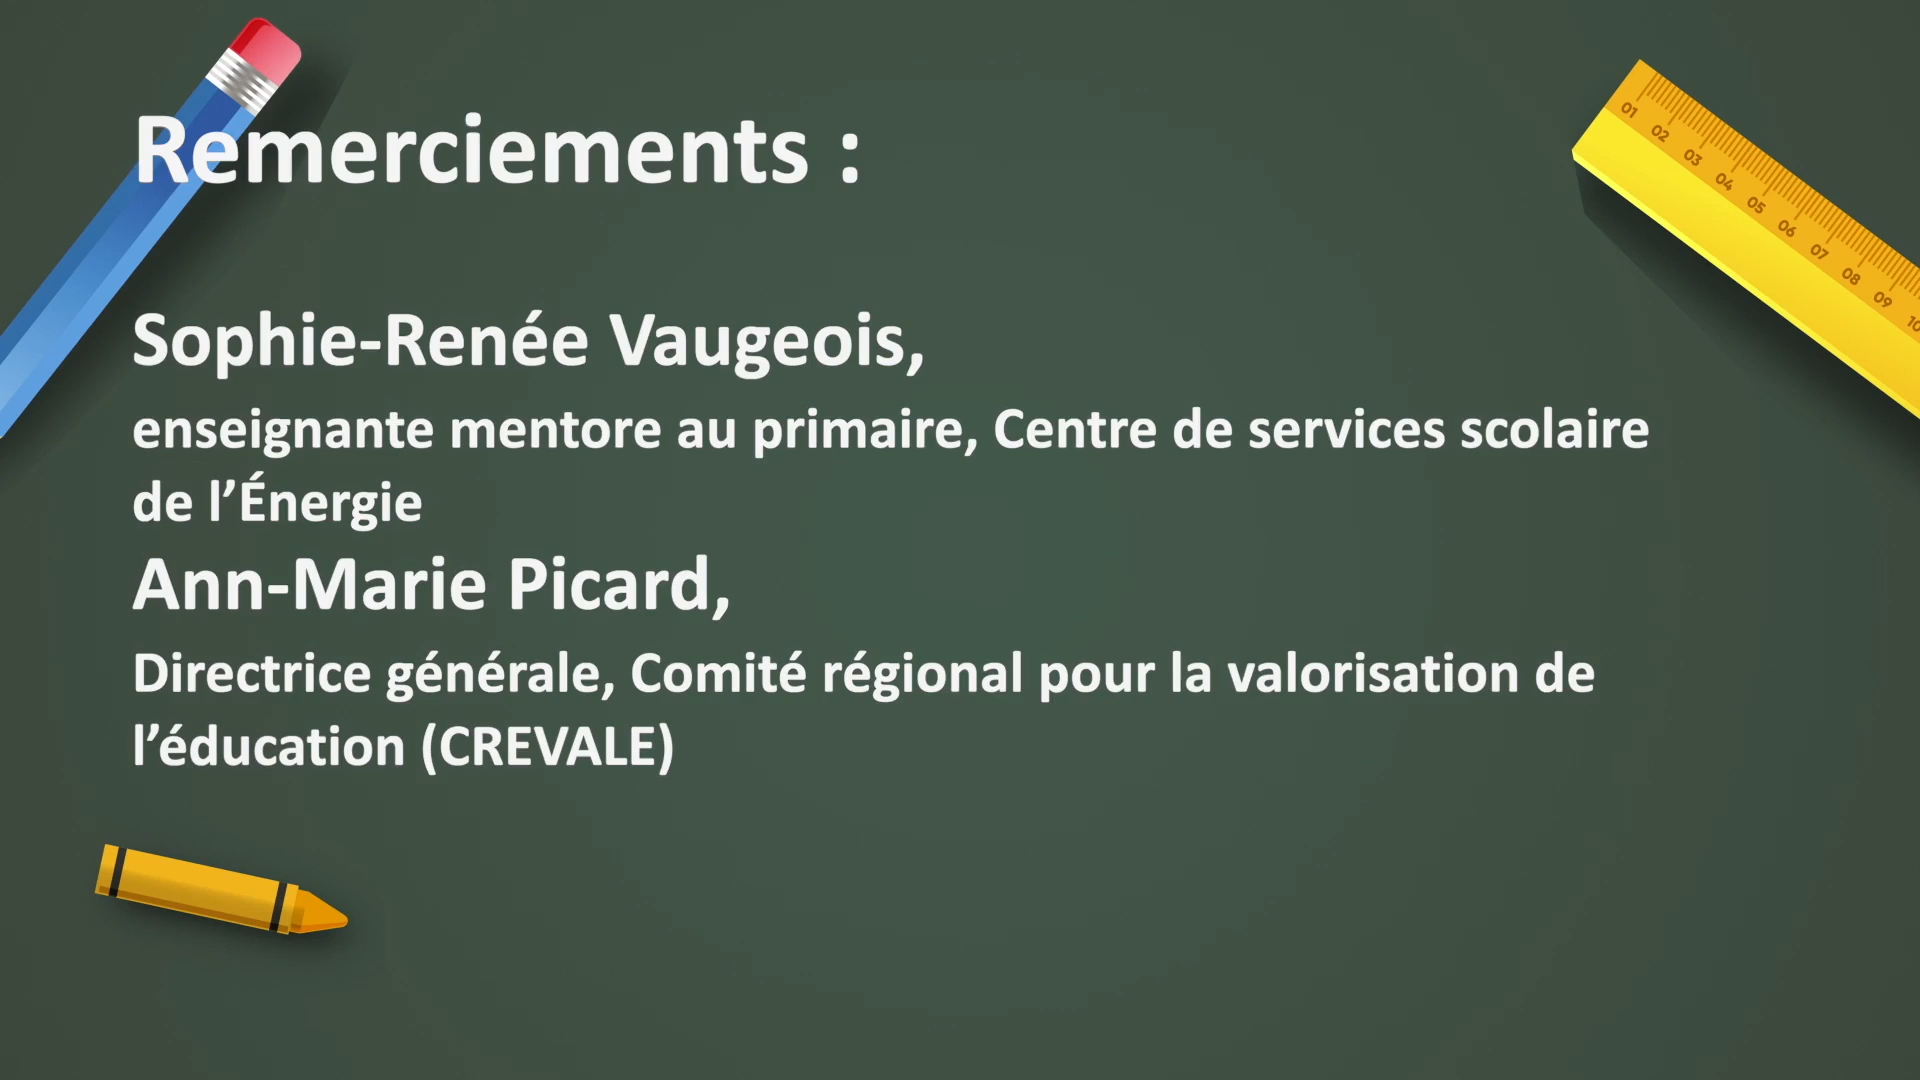 Remerciements :
Sophie-Renée Vaugeois,
enseignante mentore au primaire, Centre de services scolaire
de l’Énergie
Ann-Marie Picard,
Directrice générale, Comité régional pour la valorisation de
l’éducation (CREVALE)
01 02 03 04 05 06 07 08 09 10